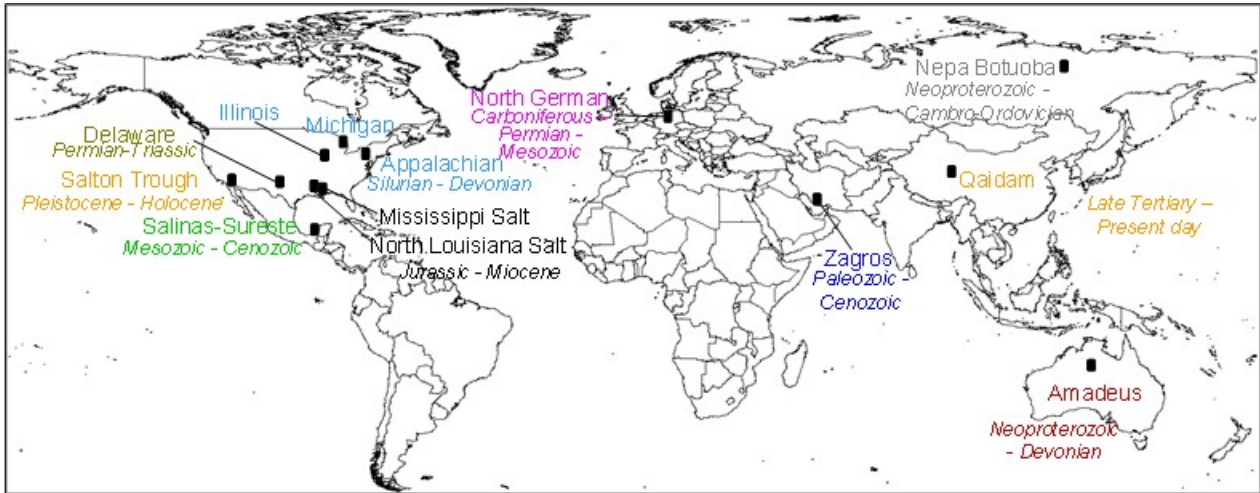 Nepa Botuoba
Neoproterozoic -
Cambro-Ordovician
North German
Carboniferous -
Permian -
Mesozoic
Illinois
Michigan
Delaware
Permian-Triassic
Appalachian
Silurian - Devonian
Salton Trough
Pleistocene - Holocene
Qaidam
Late Tertiary –
Present day
Salinas-Sureste
Mesozoic - Cenozoic
Mississippi Salt
North Louisiana Salt
Jurassic - Miocene
Zagros
Paleozoic -
Cenozoic
Amadeus
Neoproterozoic
- Devonian